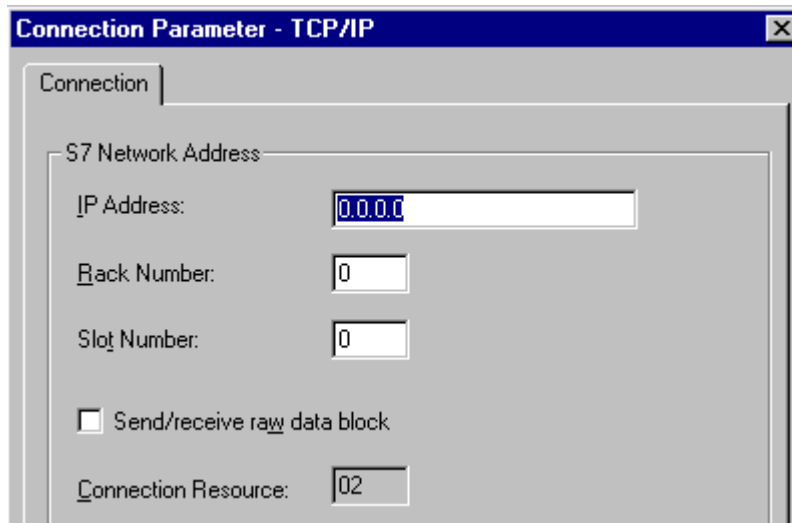 Connection Parameter - TCP/IP
Connection
S7 Network Address
IP Address: 0.0.0.0
Rack Number: 0
Slot Number: 0
Send/receive raw data block
Connection Resource: 02